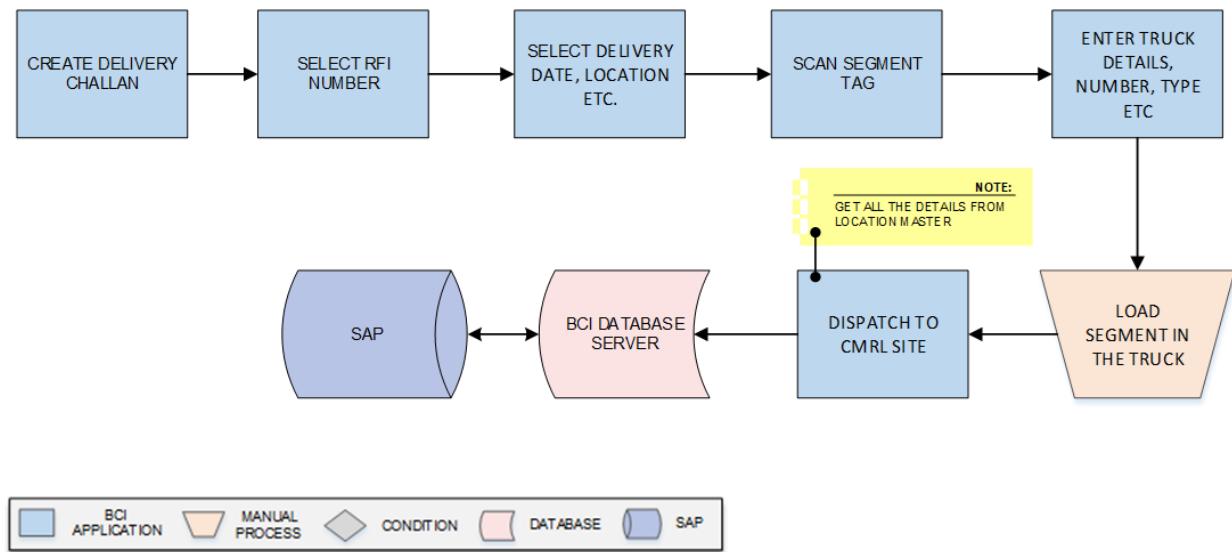 CREATE DELIVERY
CHALLAN
SELECT RFI
NUMBER
SELECT DELIVERY
DATE, LOCATION
ETC.
SCAN SEGMENT
TAG
ENTER TRUCK
DETAILS,
NUMBER, TYPE
ETC
NOTE:
GET ALL THE DETAILS FROM
LOCATION MASTER
SAP
BCI DATABASE
SERVER
DISPATCH TO
CMRL SITE
LOAD
SEGMENT IN
THE TRUCK
BCI
APPLICATION
MANUAL
PROCESS
CONDITION
DATABASE
SAP